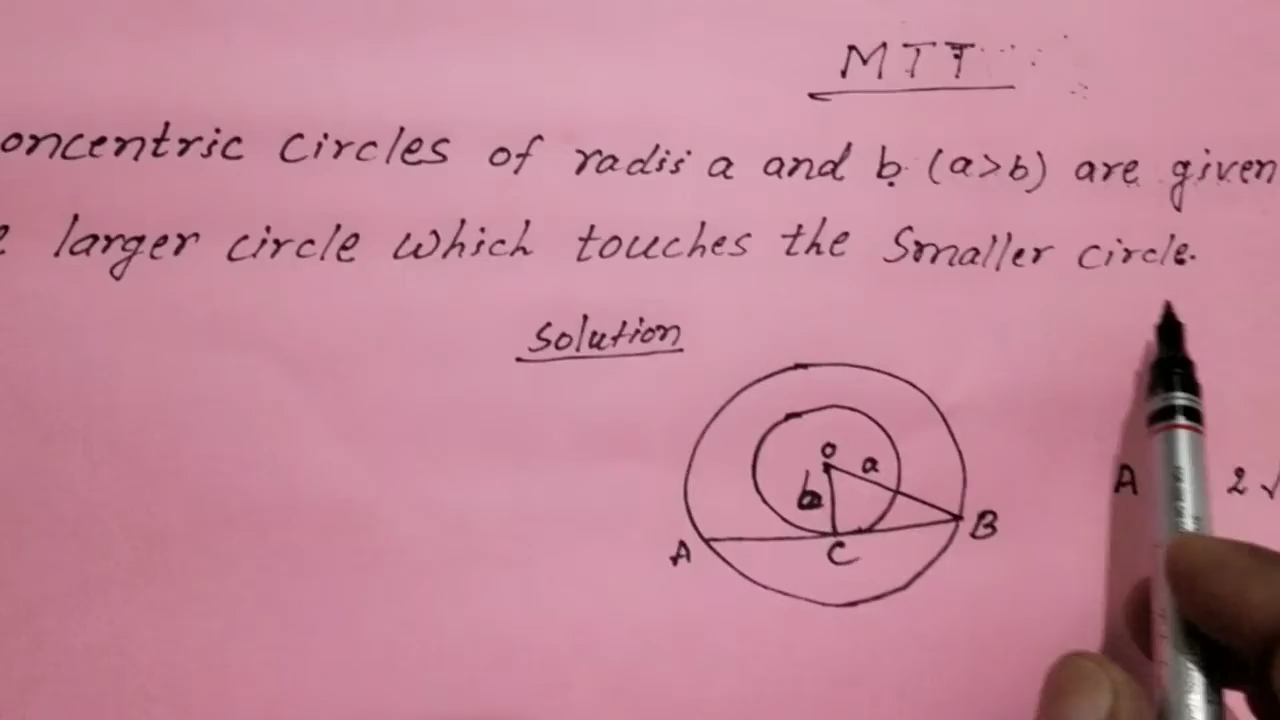 MTT
oncentric circles of radii a and b (a>b) are given
larger circle which touches the Smaller circle.
Solution
O
a
b
A
C
B
A 2√